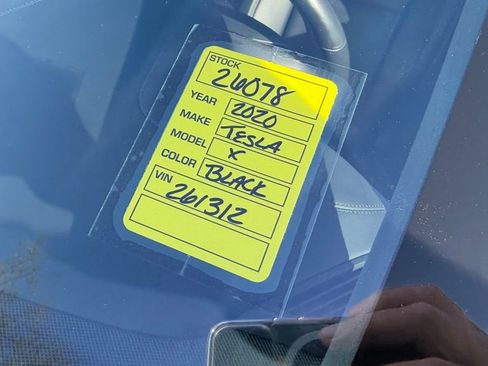 STOCK
26078
YEAR 2020
MAKE TESLA
MODEL X
COLOR BLACK
VIN
261312